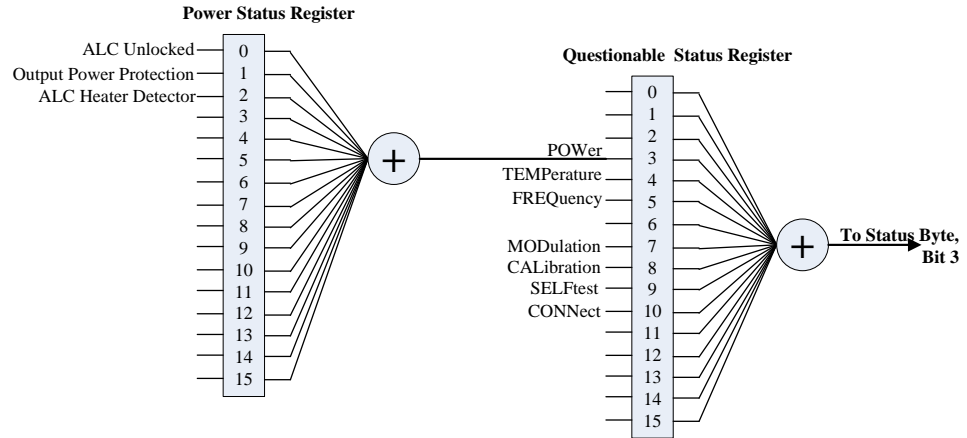 Power Status Register
ALC Unlocked
Output Power Protection
ALC Heater Detector
0
1
2
3
4
5
6
7
8
9
10
11
12
13
14
15
+
Questionable Status Register
POWer
TEMPerature
FREQuency
MODulation
CALibration
SELFtest
CONNect
0
1
2
3
4
5
6
7
8
9
10
11
12
13
14
15
+
To Status Byte,
Bit 3